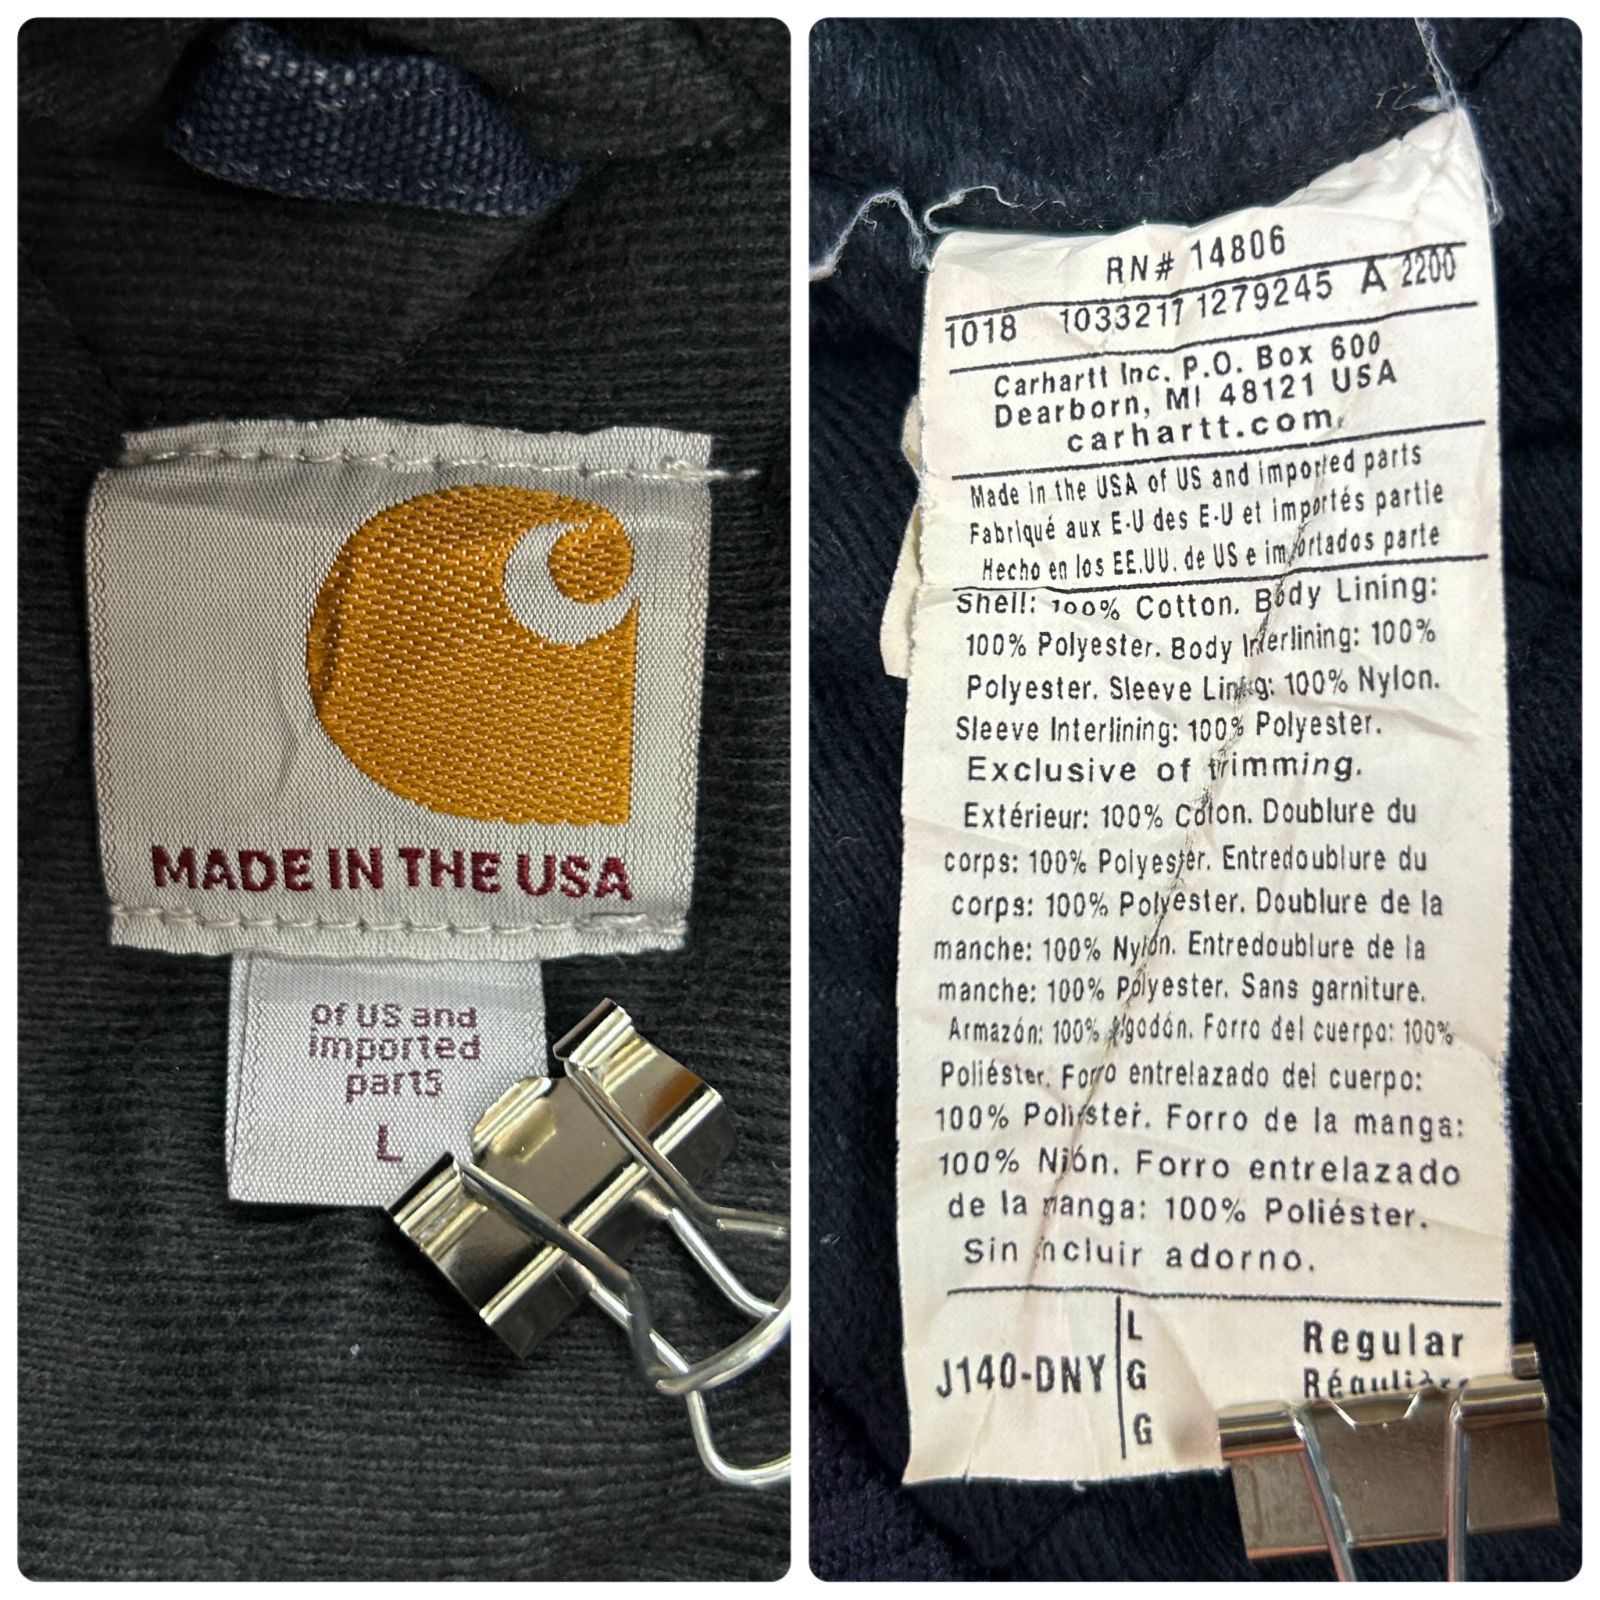 MADE IN THE USA
of US and
imported
parts
L
RN# 14806
1018 1033217 1279245 A 2200
Carhartt Inc. P.O. Box 600
Dearborn, MI 48121 USA
carhartt.com
Made in the USA of US and imported parts
Fabriqué aux E-U des E-U et importés partie
Hecho en los EE.UU. de US e importados parte
Shell: 100% Cotton. Body Lining:
100% Polyester. Body Interlining: 100%
Polyester. Sleeve Lining: 100% Nylon.
Sleeve Interlining: 100% Polyester.
Exclusive of trimming.
Extérieur: 100% Coton. Doublure du
corps: 100% Polyester. Entredoublure du
corps: 100% Polyester. Doublure de la
manche: 100% Nylon. Entredoublure de la
manche: 100% Polyester. Sans garniture.
Armazón: 100% Algodón. Forro del cuerpo: 100%
Poliéster. Forro entrelazado del cuerpo:
100% Poliéster. Forro de la manga:
100% Nión. Forro entrelazado
de la manga: 100% Poliéster.
Sin incluir adorno.
J140-DNY L Regular
G Régulière
G